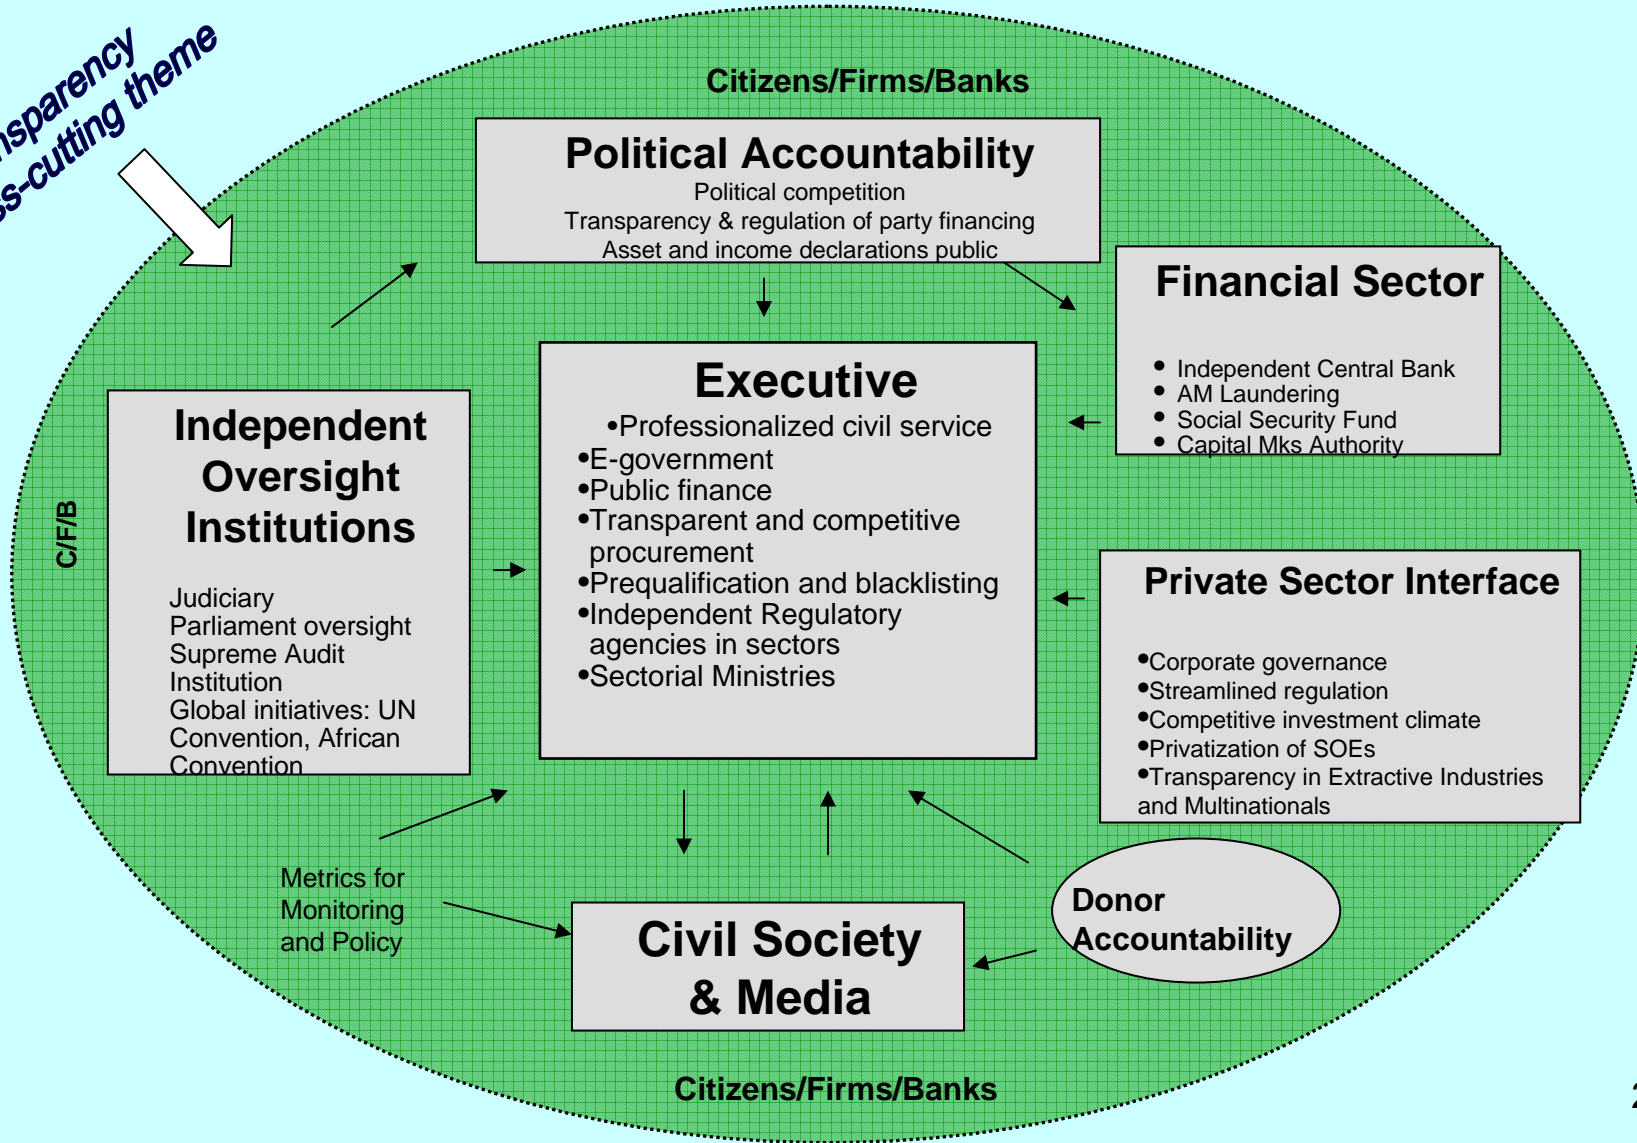 nsparency
ss-cutting theme
Citizens/Firms/Banks
Political Accountability
Political competition
Transparency & regulation of party financing
Asset and income declarations public
Financial Sector
• Independent Central Bank
• AM Laundering
• Social Security Fund
• Capital Mks Authority
Executive
•Professionalized civil service
•E-government
•Public finance
•Transparent and competitive
procurement
•Prequalification and blacklisting
•Independent Regulatory
agencies in sectors
•Sectorial Ministries
Independent
Oversight
Institutions
Judiciary
Parliament oversight
Supreme Audit
Institution
Global initiatives: UN
Convention, African
Convention
C/F/B
Private Sector Interface
•Corporate governance
•Streamlined regulation
•Competitive investment climate
•Privatization of SOEs
•Transparency in Extractive Industries
and Multinationals
Metrics for
Monitoring
and Policy
Civil Society
& Media
Donor
Accountability
Citizens/Firms/Banks